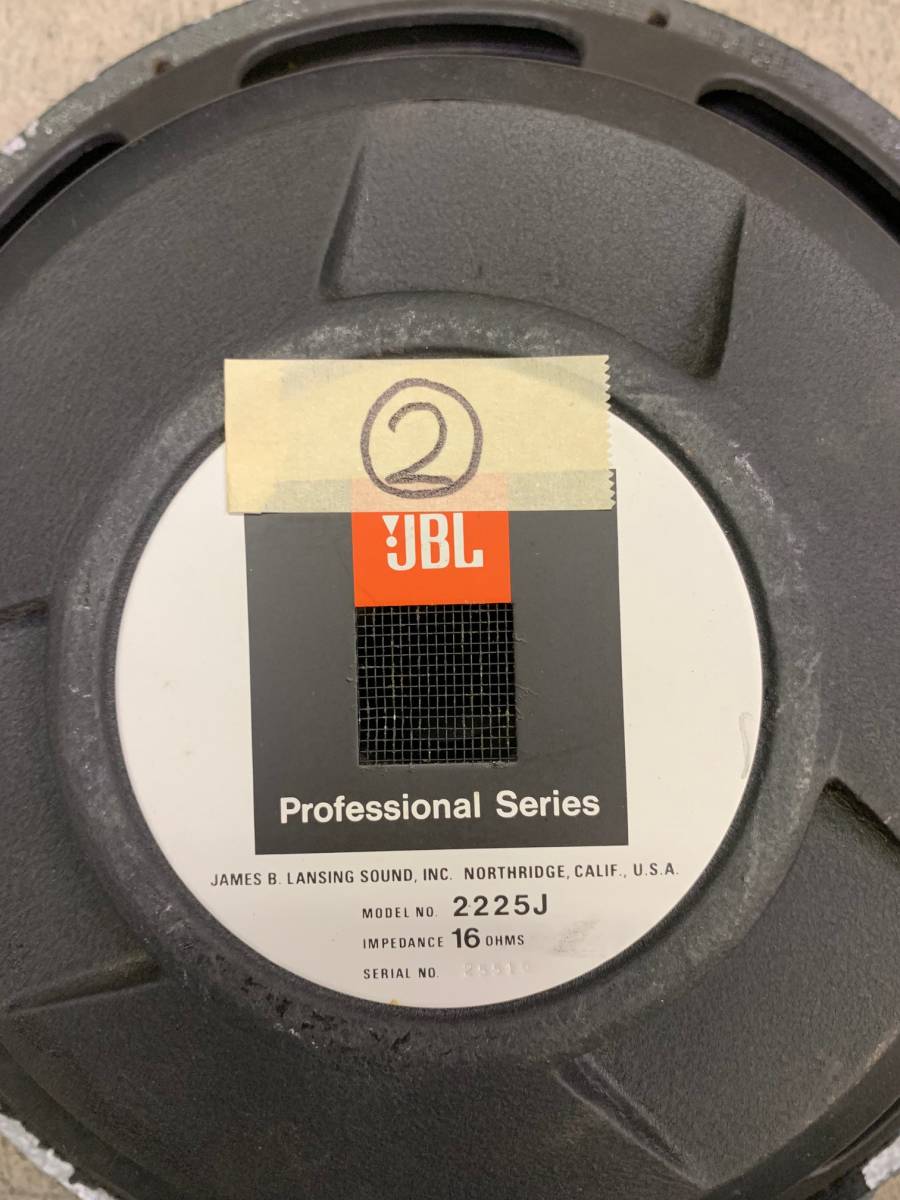 ②
JBL
Professional Series
JAMES B. LANSING SOUND, INC. NORTHRIDGE, CALIF., U.S.A.
MODEL NO. 2225J
IMPEDANCE 16 OHMS
SERIAL NO.